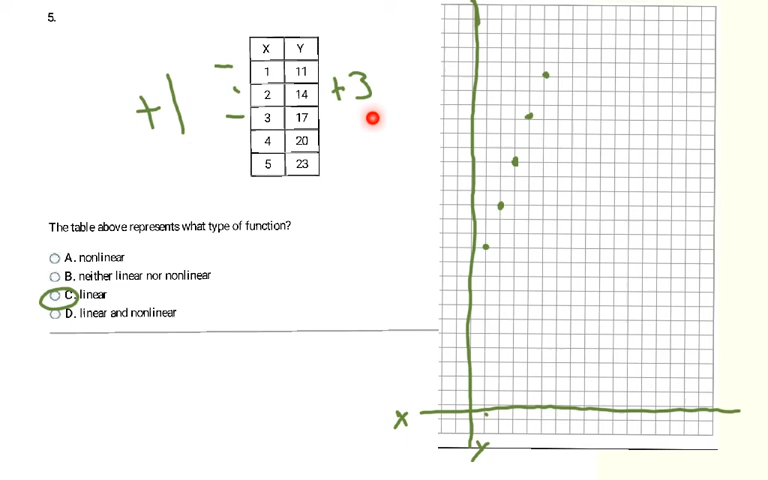 5.
X Y
1 11
2 14
3 17
4 20
5 23
+1
+3
The table above represents what type of function?
A. nonlinear
B. neither linear nor nonlinear
C. linear
D. linear and nonlinear
X
Y